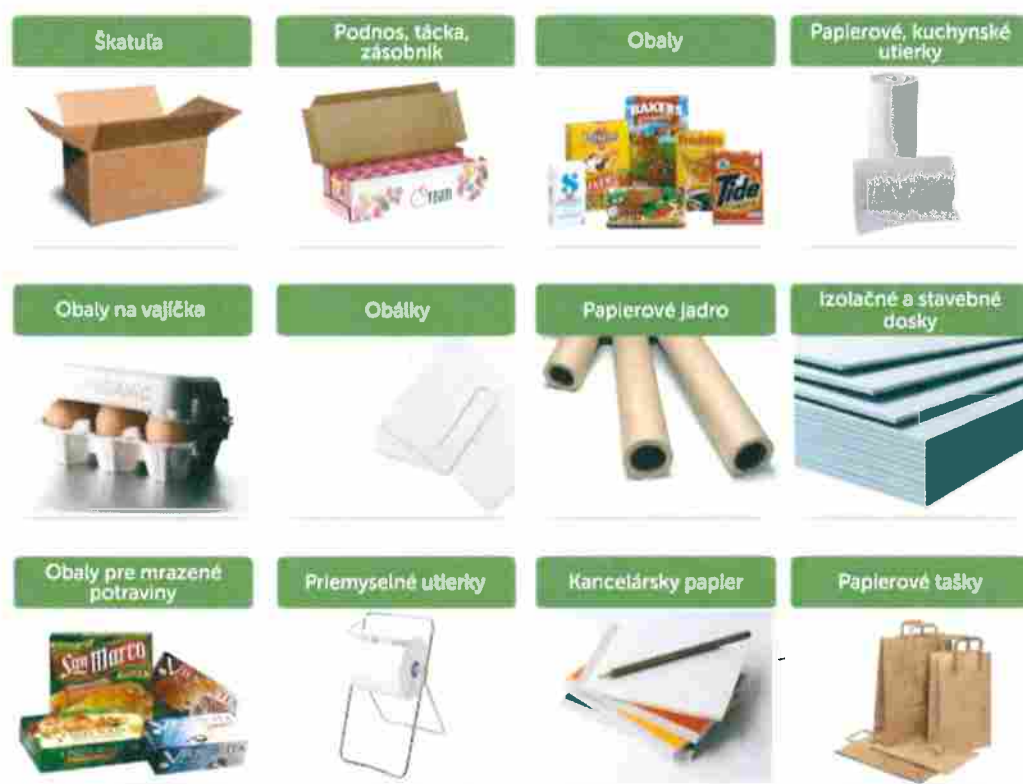 Škatuľa
Podnos, tácka,
zásobník
Obaly
Papierové, kuchynské
utierky
BAKERS
Tide
Obaly na vajíčka
Obálky
Papierové jadro
Izolačné a stavebné
dosky
Obaly pre mrazené
potraviny
Priemyselné utierky
Kancelársky papier
Papierové tašky
San Marco